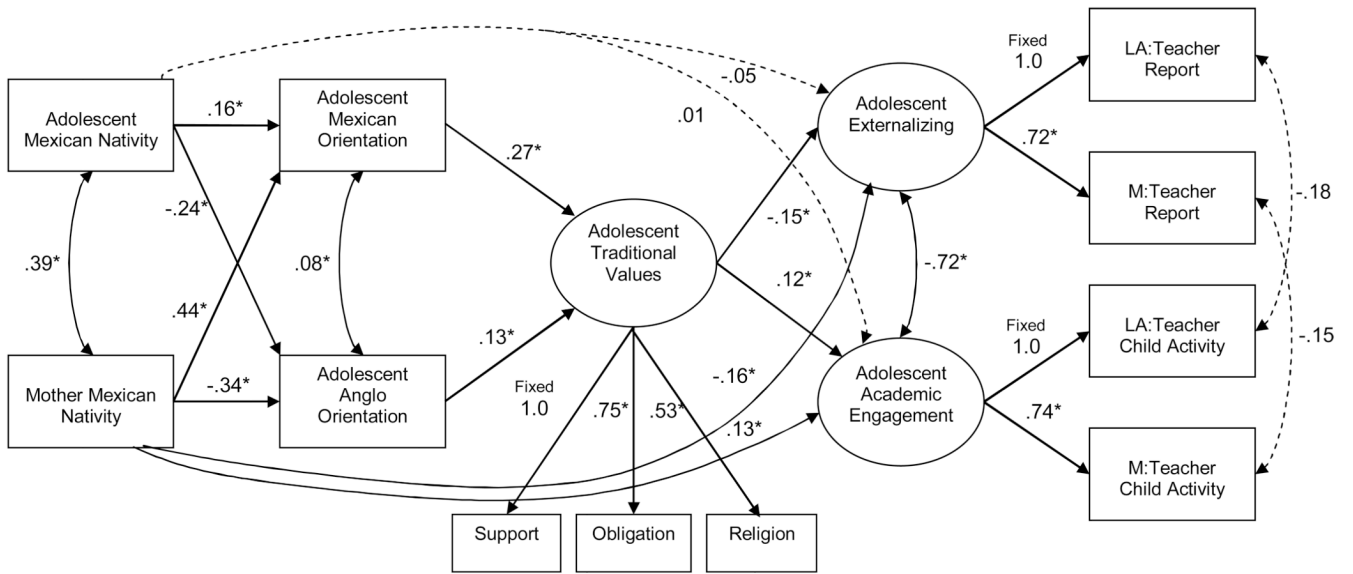 Adolescent
Mexican Nativity
Mother Mexican
Nativity
.39*
.16*
-.24*
.44*
-.34*
Adolescent
Mexican
Orientation
.08*
Adolescent
Anglo
Orientation
.27*
.13*
Adolescent
Traditional
Values
Fixed
1.0
.75*
.53*
Support
Obligation
Religion
-.05
.01
-.15*
.12*
-.16*
.13*
Adolescent
Externalizing
-.72*
Adolescent
Academic
Engagement
Fixed
1.0
.72*
Fixed
1.0
.74*
LA:Teacher
Report
M:Teacher
Report
LA:Teacher
Child Activity
M:Teacher
Child Activity
-.18
-.15